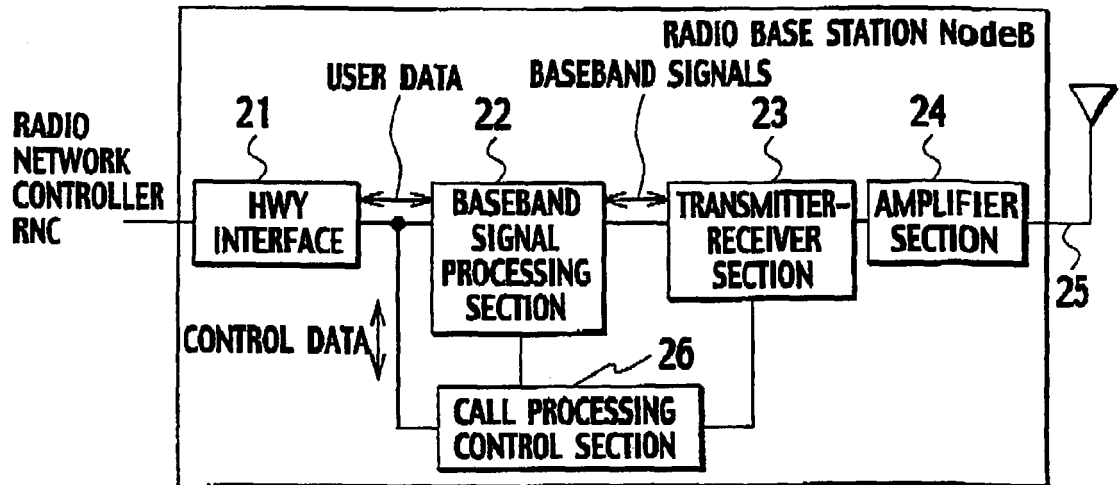 RADIO BASE STATION NodeB
USER DATA
BASEBAND SIGNALS
21
22
23
24
RADIO
NETWORK
CONTROLLER
RNC
HWY
INTERFACE
BASEBAND
SIGNAL
PROCESSING
SECTION
TRANSMITTER-
RECEIVER
SECTION
AMPLIFIER
SECTION
25
CONTROL DATA
26
CALL PROCESSING
CONTROL SECTION